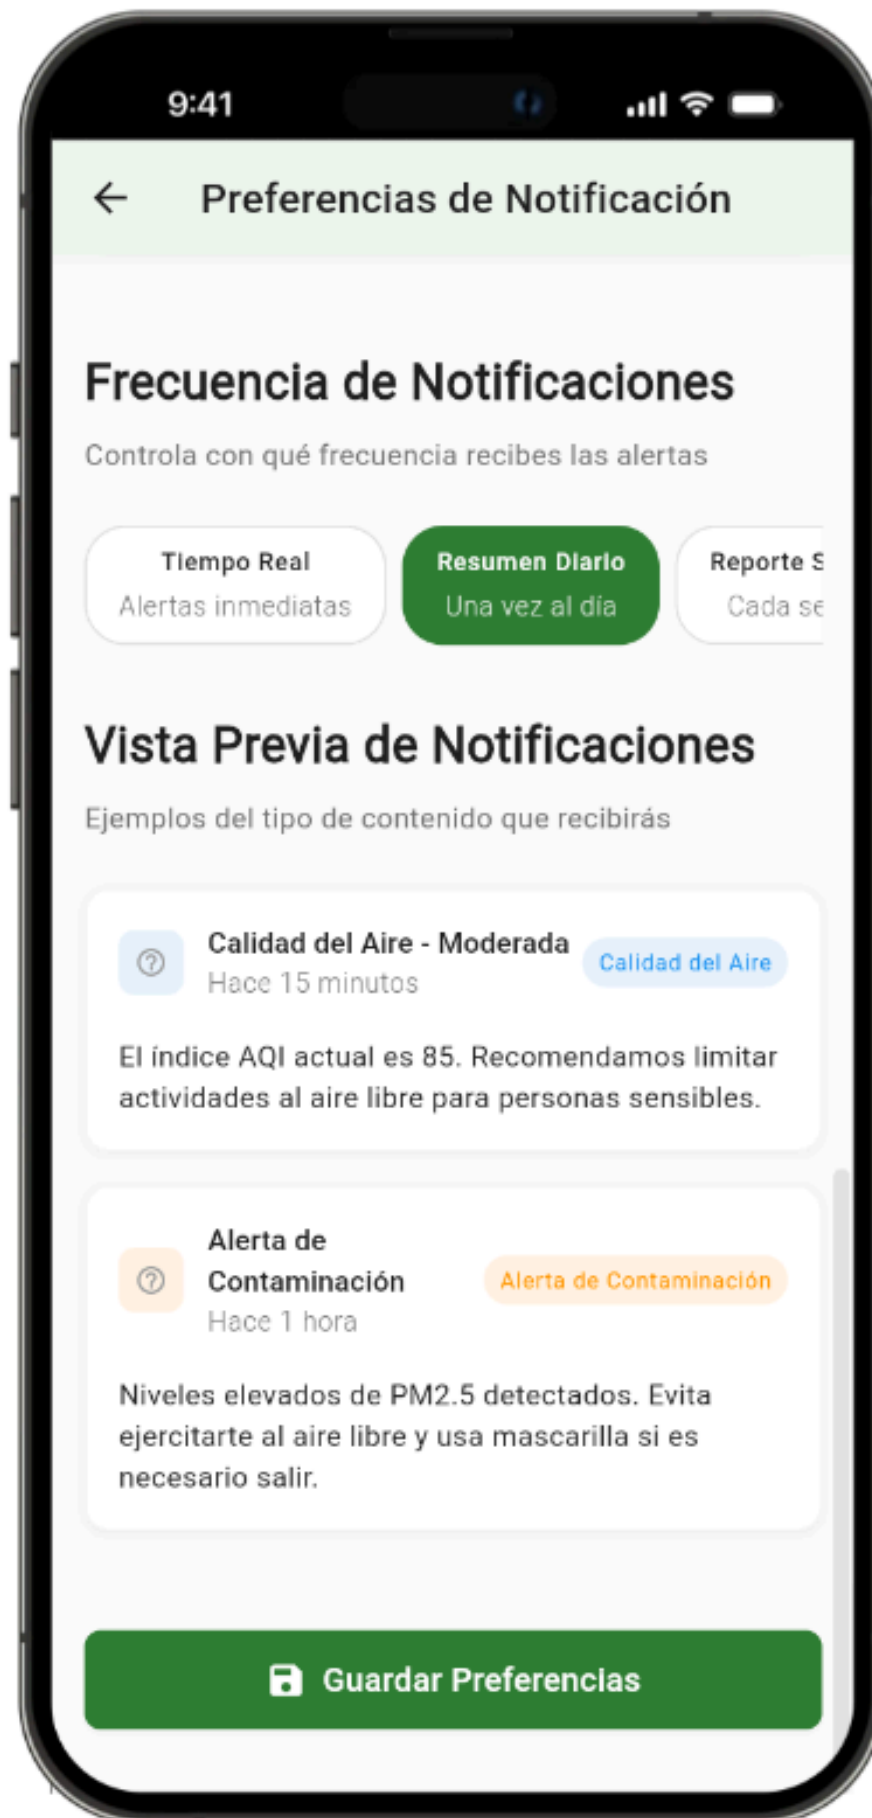 9:41
Preferencias de Notificación
Frecuencia de Notificaciones
Controla con qué frecuencia recibes las alertas
Tiempo Real
Alertas inmediatas
Resumen Diario
Una vez al día
Reporte S
Cada se
Vista Previa de Notificaciones
Ejemplos del tipo de contenido que recibirás
Calidad del Aire - Moderada
Hace 15 minutos
Calidad del Aire
El índice AQI actual es 85. Recomendamos limitar
actividades al aire libre para personas sensibles.
Alerta de
Contaminación
Hace 1 hora
Alerta de Contaminación
Niveles elevados de PM2.5 detectados. Evita
ejercitarte al aire libre y usa mascarilla si es
necesario salir.
Guardar Preferencias